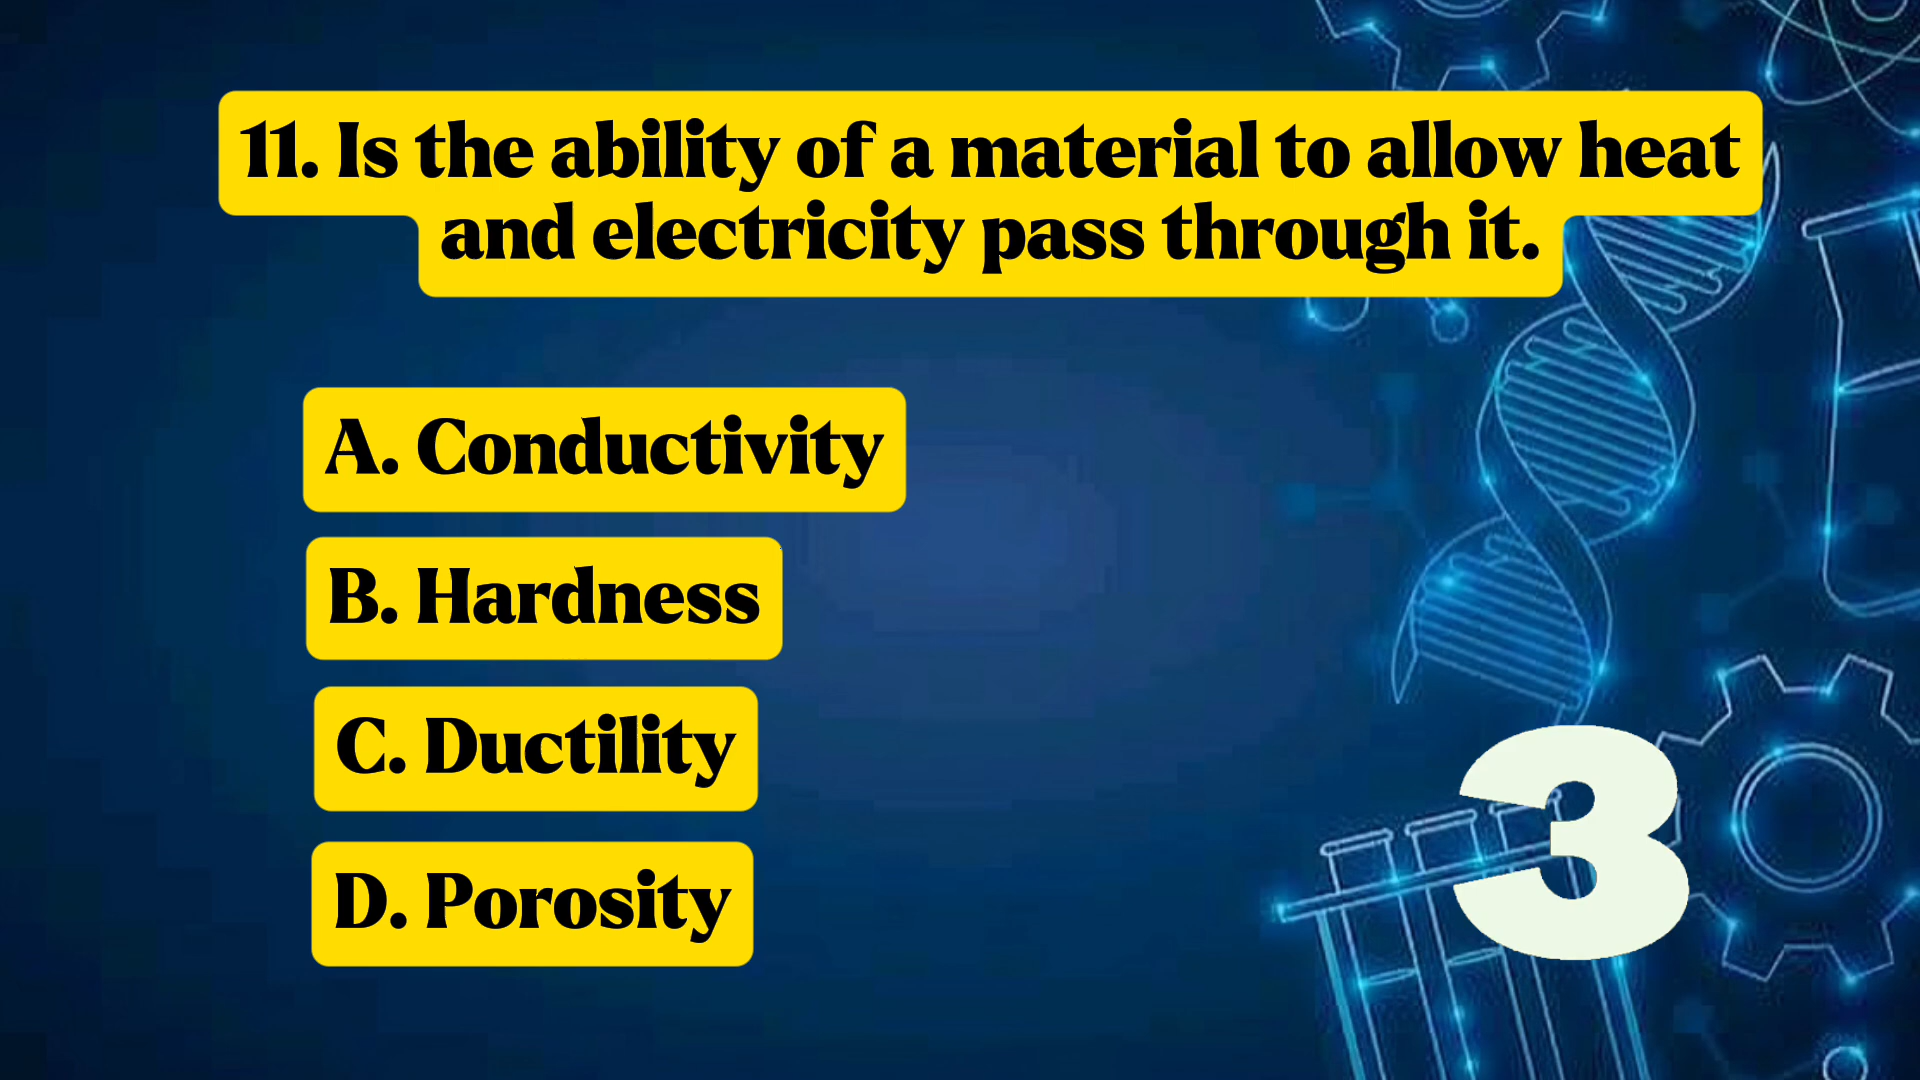 11. Is the ability of a material to allow heat
and electricity pass through it.
A. Conductivity
B. Hardness
C. Ductility
D. Porosity
3